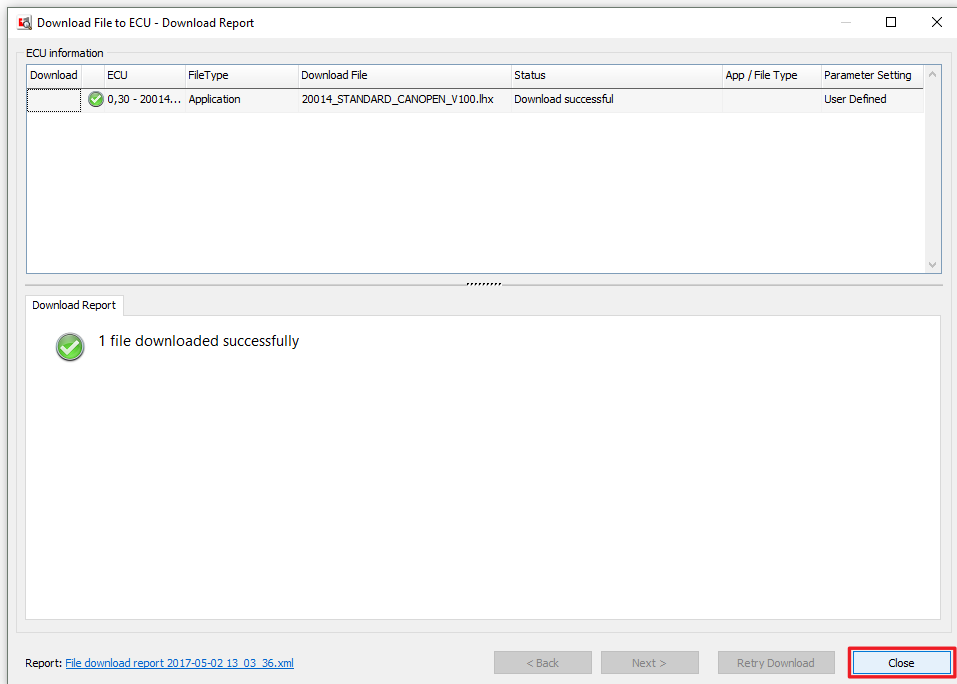 Download File to ECU - Download Report
ECU information
Download ECU FileType Download File Status App / File Type Parameter Setting
0,30 - 20014... Application 20014_STANDARD_CANOPEN_V100.lhx Download successful User Defined
Download Report
1 file downloaded successfully
Report: File download report 2017-05-02 13_03_36.xml < Back Next > Retry Download Close